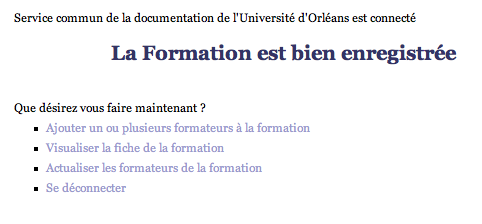 Service commun de la documentation de l'Université d'Orléans est connecté
La Formation est bien enregistrée
Que désirez vous faire maintenant ?
Ajouter un ou plusieurs formateurs à la formation
Visualiser la fiche de la formation
Actualiser les formateurs de la formation
Se déconnecter